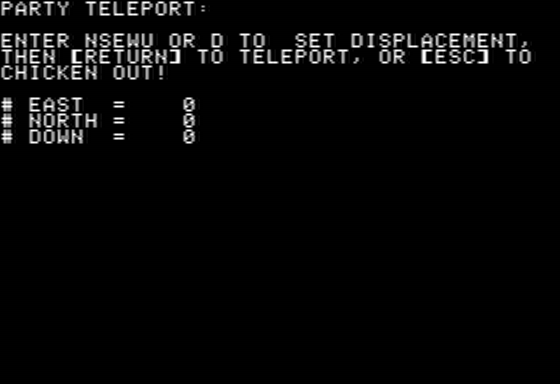 PARTY TELEPORT:
ENTER NSEWU OR D TO  SET DISPLACEMENT,
THEN [RETURN] TO TELEPORT, OR [ESC] TO
CHICKEN OUT!
# EAST  =      0
# NORTH =      0
# DOWN  =      0